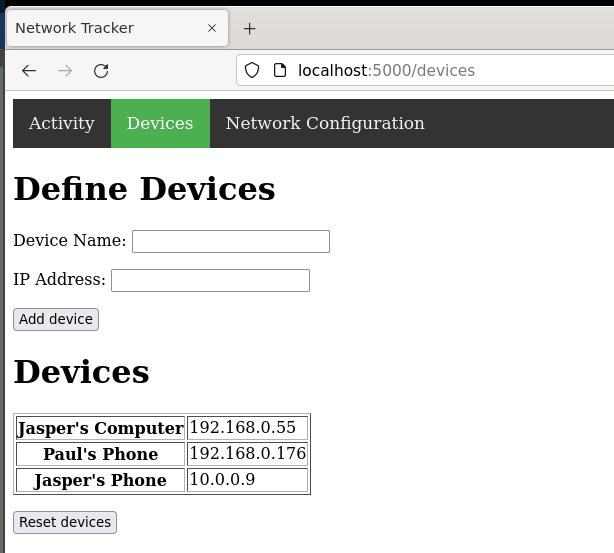 Network Tracker
localhost:5000/devices
Activity Devices Network Configuration
Define Devices
Device Name:
IP Address:
Add device
Devices
Jasper's Computer 192.168.0.55
Paul's Phone 192.168.0.176
Jasper's Phone 10.0.0.9
Reset devices